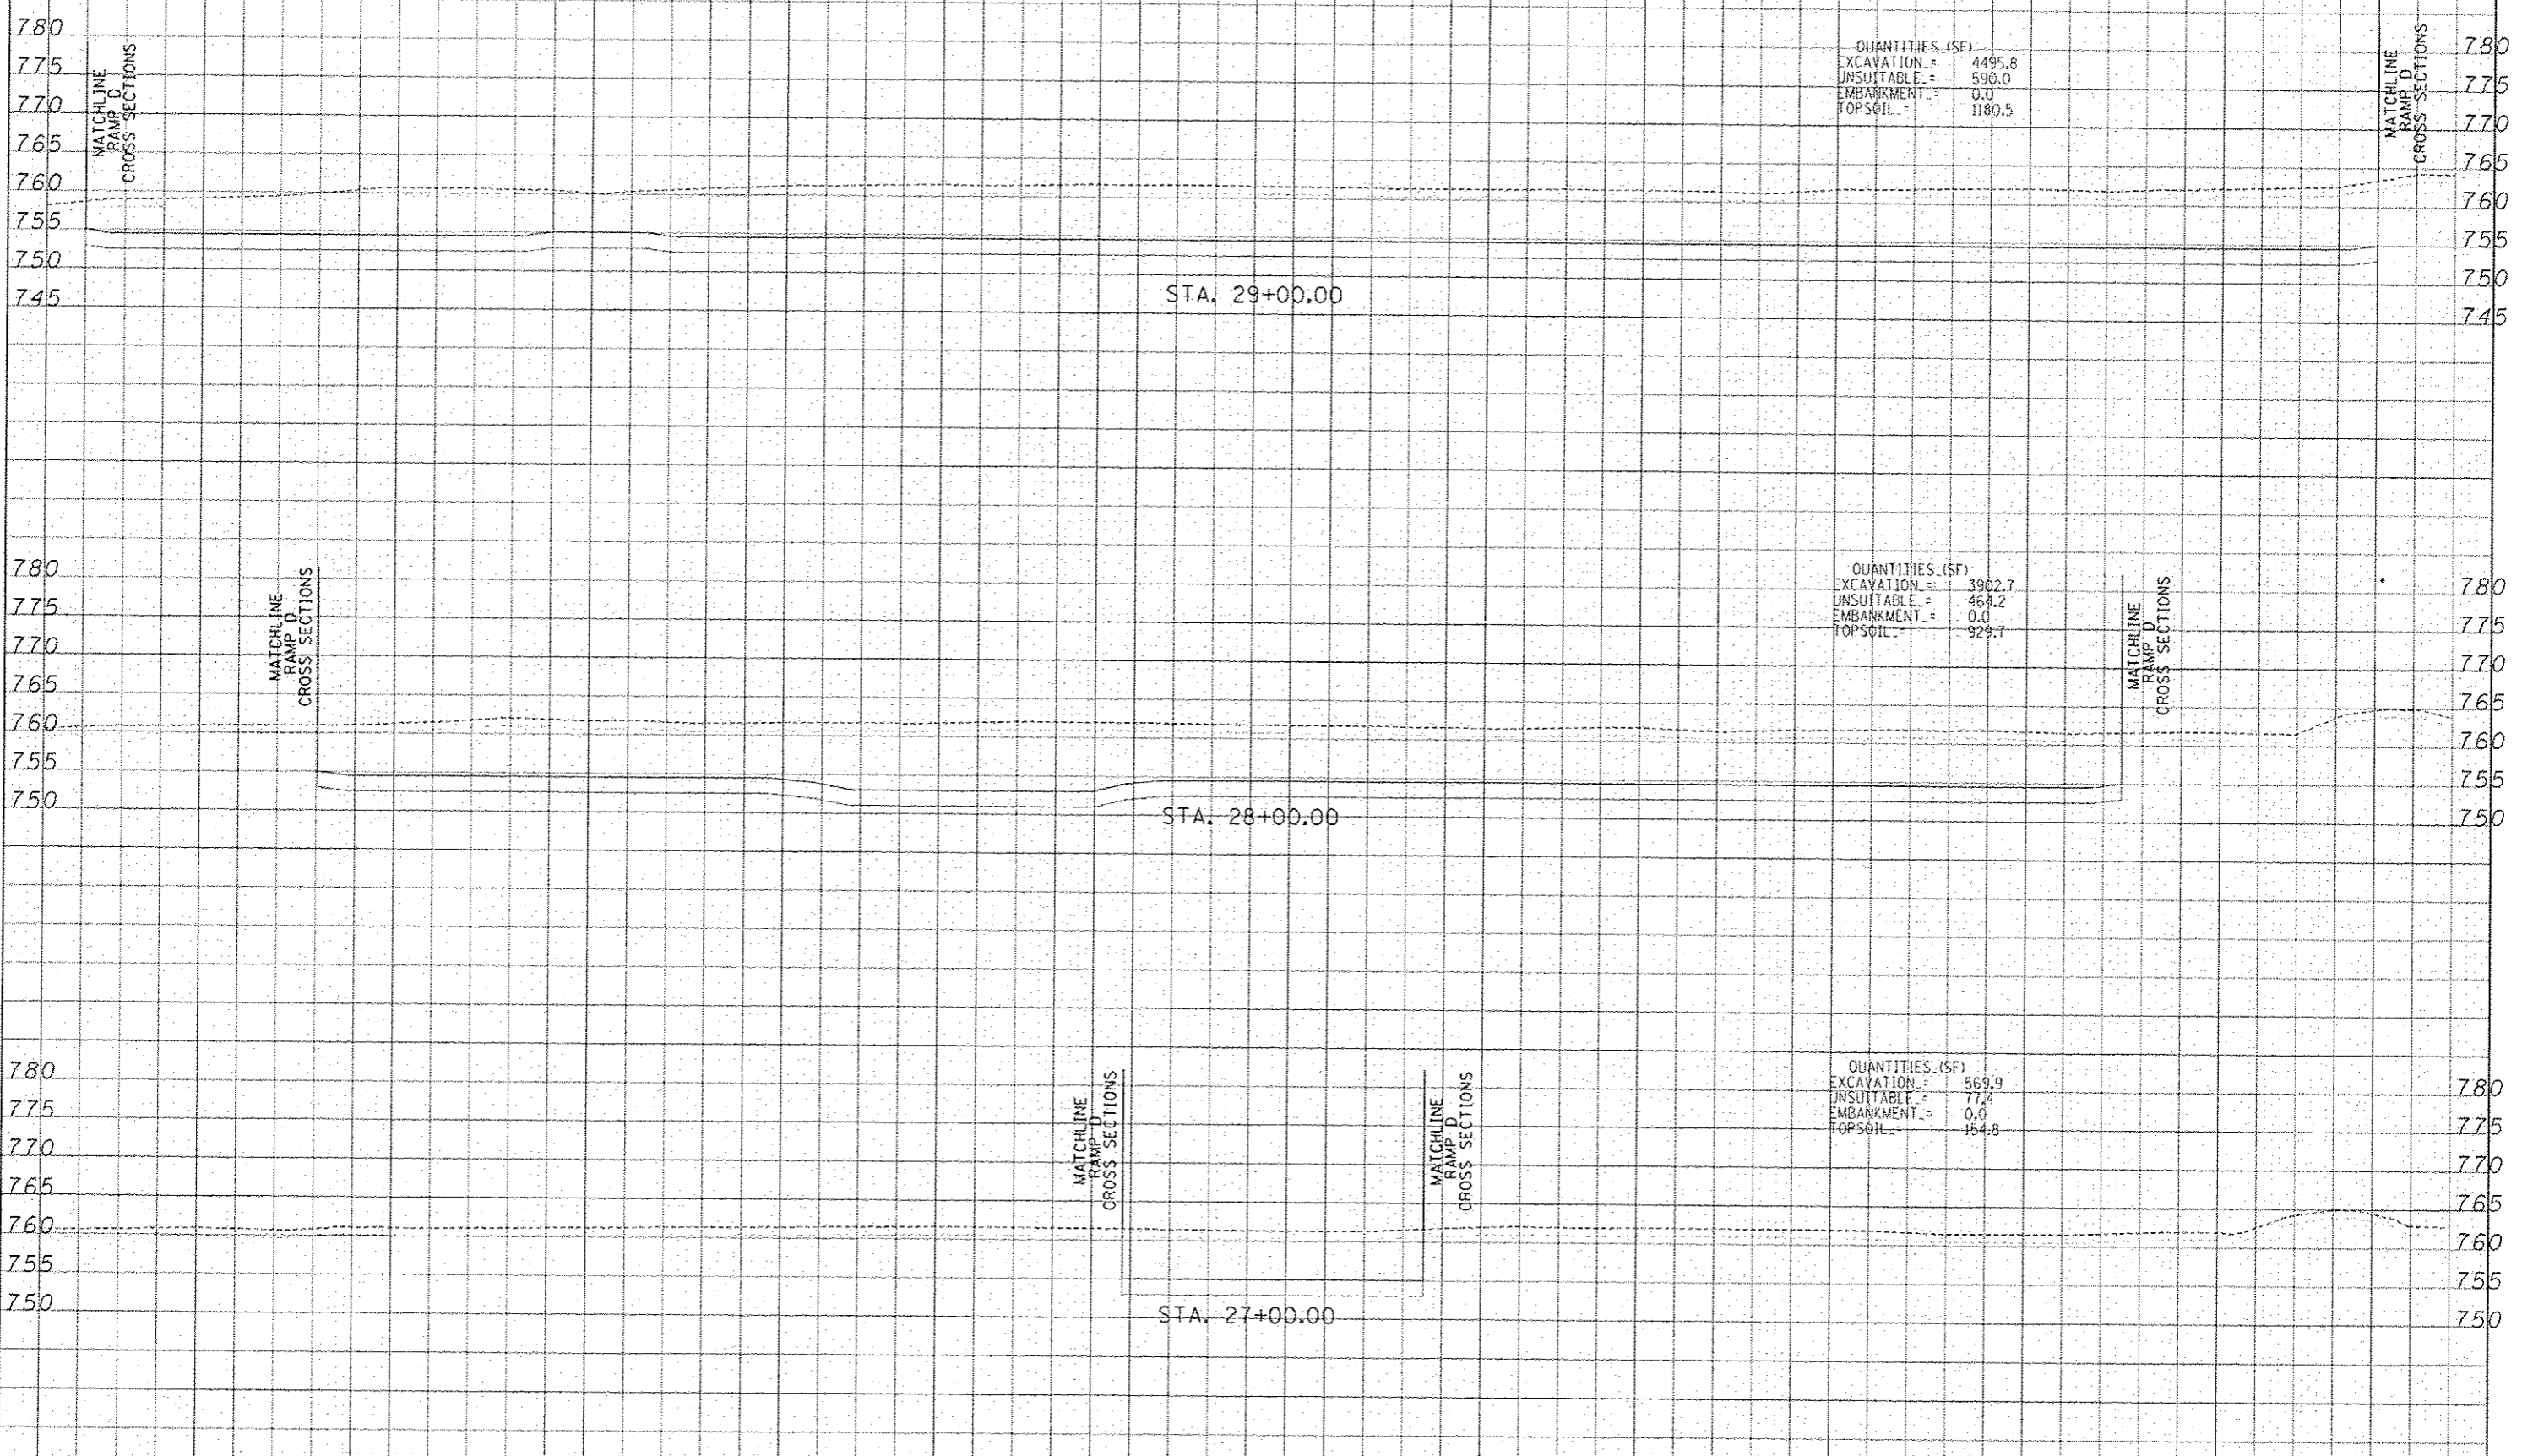 780
775
770
765
760
755
750
745
MATCHLINE
RAMP D
CROSS SECTIONS
QUANTITIES (SF)
EXCAVATION = 4495.8
UNSUITABLE = 590.0
EMBANKMENT = 0.0
TOPSOIL = 1180.5
MATCHLINE
RAMP D
CROSS SECTIONS
780
775
770
765
760
755
750
745
STA. 29+00.00
780
775
770
765
760
755
750
MATCHLINE
RAMP D
CROSS SECTIONS
QUANTITIES (SF)
EXCAVATION = 3902.7
UNSUITABLE = 464.2
EMBANKMENT = 0.0
TOPSOIL = 929.7
MATCHLINE
RAMP D
CROSS SECTIONS
780
775
770
765
760
755
750
STA. 28+00.00
780
775
770
765
760
755
750
MATCHLINE
RAMP D
CROSS SECTIONS
MATCHLINE
RAMP D
CROSS SECTIONS
QUANTITIES (SF)
EXCAVATION = 569.9
UNSUITABLE = 77.4
EMBANKMENT = 0.0
TOPSOIL = 154.8
780
775
770
765
760
755
750
STA. 27+00.00